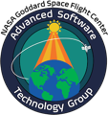 NASA Goddard Space Flight Center
Advanced Software
Technology Group